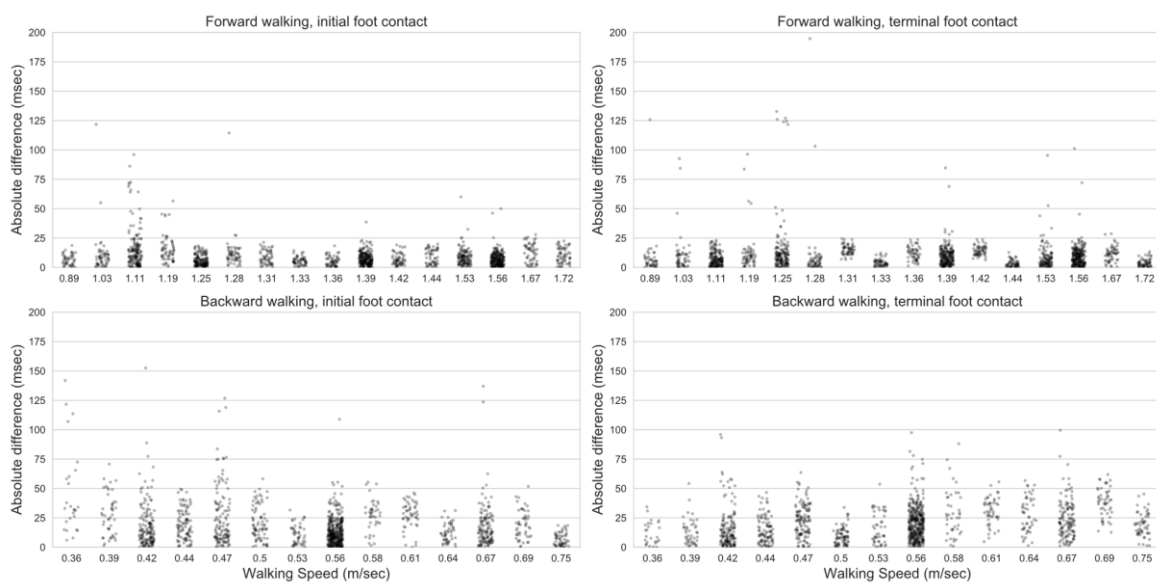 Forward walking, initial foot contact
Absolute difference (msec)
200
175
150
125
100
75
50
25
0
0.89 1.03 1.11 1.19 1.25 1.28 1.31 1.33 1.36 1.39 1.42 1.44 1.53 1.56 1.67 1.72
Forward walking, terminal foot contact
Absolute difference (msec)
200
175
150
125
100
75
50
25
0
0.89 1.03 1.11 1.19 1.25 1.28 1.31 1.33 1.36 1.39 1.42 1.44 1.53 1.56 1.67 1.72
Backward walking, initial foot contact
Absolute difference (msec)
200
175
150
125
100
75
50
25
0
0.36 0.39 0.42 0.44 0.47 0.5 0.53 0.56 0.58 0.61 0.64 0.67 0.69 0.75
Walking Speed (m/sec)
Backward walking, terminal foot contact
Absolute difference (msec)
200
175
150
125
100
75
50
25
0
0.36 0.39 0.42 0.44 0.47 0.5 0.53 0.56 0.58 0.61 0.64 0.67 0.69 0.75
Walking Speed (m/sec)